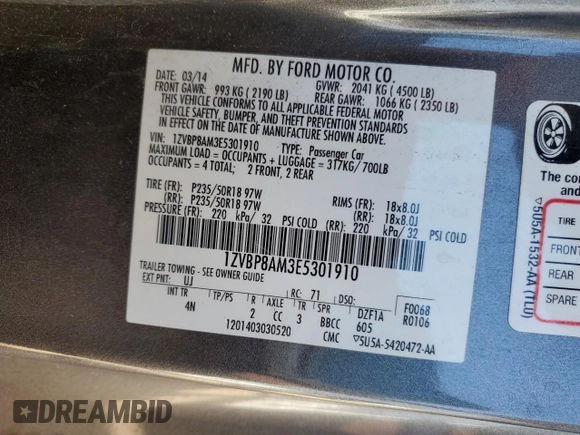 MFD. BY FORD MOTOR CO.
DATE: 03/14 GVWR: 2041 KG ( 4500 LB)
FRONT GAWR: 993 KG ( 2190 LB) REAR GAWR: 1066 KG ( 2350 LB)
THIS VEHICLE CONFORMS TO ALL APPLICABLE FEDERAL MOTOR
VEHICLE SAFETY, BUMPER, AND THEFT PREVENTION STANDARDS
IN EFFECT ON THE DATE OF MANUFACTURE SHOWN ABOVE.
VIN: 1ZVBP8AM3E5301910 TYPE: Passenger Car
MAXIMUM LOAD = OCCUPANTS + LUGGAGE = 317KG/700LB
OCCUPANTS = 4 TOTAL; 2 FRONT, 2 REAR
TIRE (FR): P235/50R18 97W RIMS (FR): 18x8.0J
(RR): P235/50R18 97W (RR): 18x8.0J
PRESSURE (FR): 220 kPa/ 32 PSI COLD (RR): 220 kPa/ 32 PSI COLD
1ZVBP8AM3E5301910
TRAILER TOWING - SEE OWNER GUIDE
EXT PNT: UJ RC: 71 DSO: F0068
INT TR TR AXLE TR SPR DZF1A R0106
4N 2 CC 3 BBCC 605
1201403030520 CMC ▽5U5A-5420472-AA
The co
and
▽5U5A-1532-AA (TLU)
TIRE
FRONT
REAR
SPARE
DREAMBID